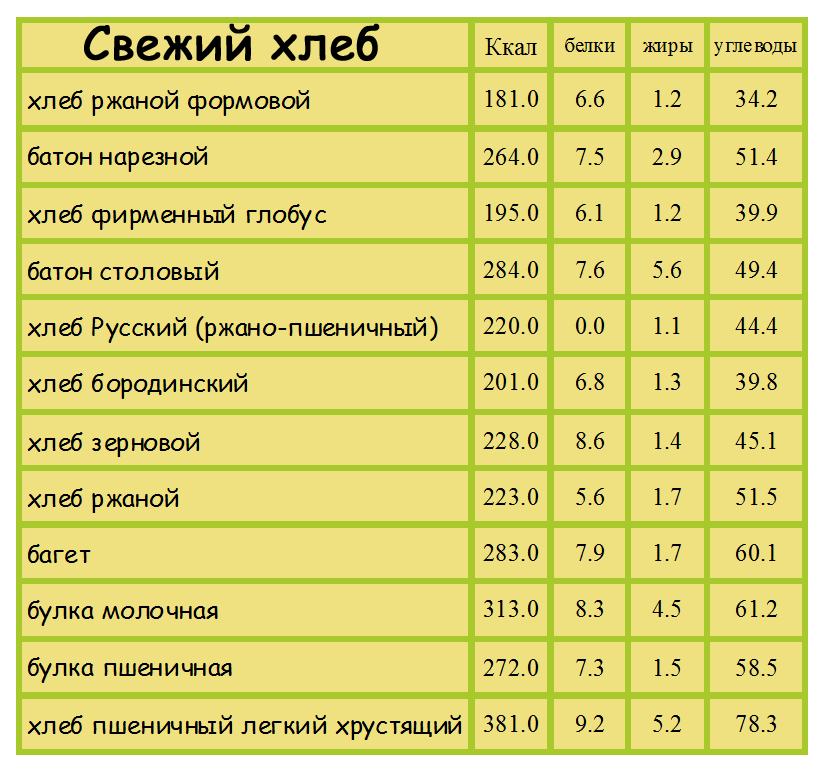 Свежий хлеб Ккал белки жиры углеводы
хлеб ржаной формовой 181.0 6.6 1.2 34.2
батон нарезной 264.0 7.5 2.9 51.4
хлеб фирменный глобус 195.0 6.1 1.2 39.9
батон столовый 284.0 7.6 5.6 49.4
хлеб Русский (ржано-пшеничный) 220.0 0.0 1.1 44.4
хлеб бородинский 201.0 6.8 1.3 39.8
хлеб зерновой 228.0 8.6 1.4 45.1
хлеб ржаной 223.0 5.6 1.7 51.5
багет 283.0 7.9 1.7 60.1
булка молочная 313.0 8.3 4.5 61.2
булка пшеничная 272.0 7.3 1.5 58.5
хлеб пшеничный легкий хрустящий 381.0 9.2 5.2 78.3